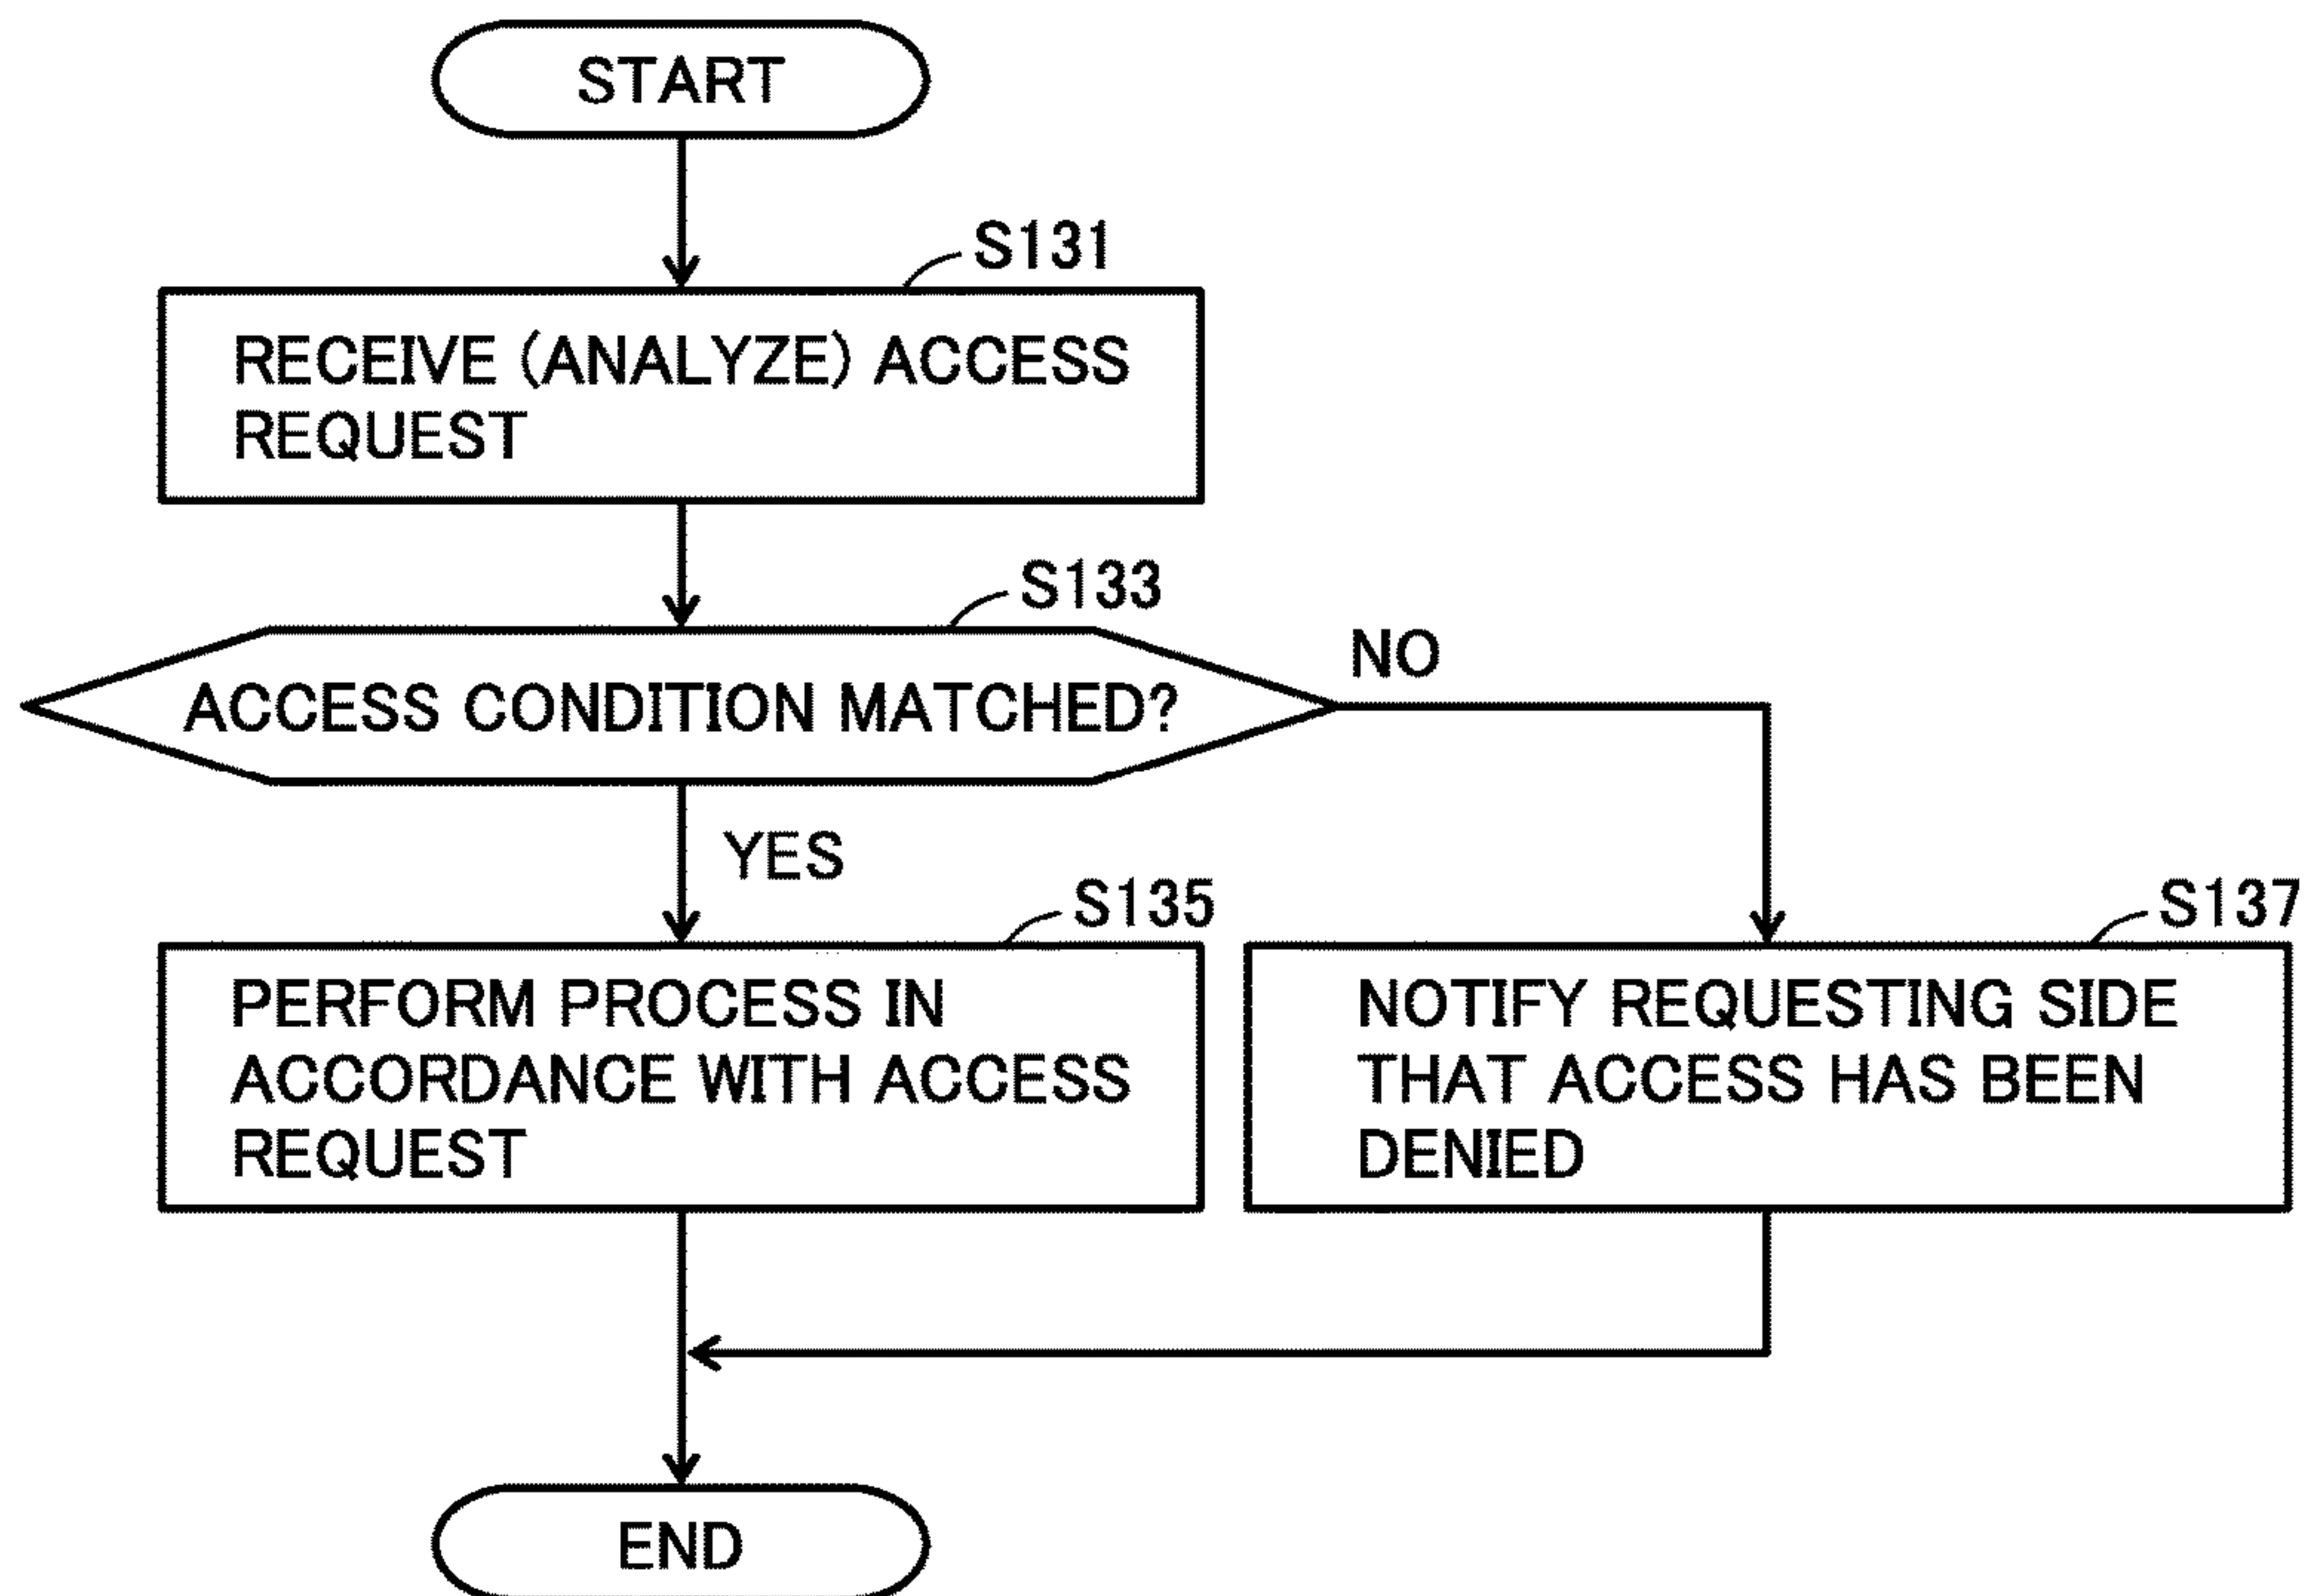 START
S131
RECEIVE (ANALYZE) ACCESS
REQUEST
S133
ACCESS CONDITION MATCHED?
NO
YES
S135
PERFORM PROCESS IN
ACCORDANCE WITH ACCESS
REQUEST
S137
NOTIFY REQUESTING SIDE
THAT ACCESS HAS BEEN
DENIED
END